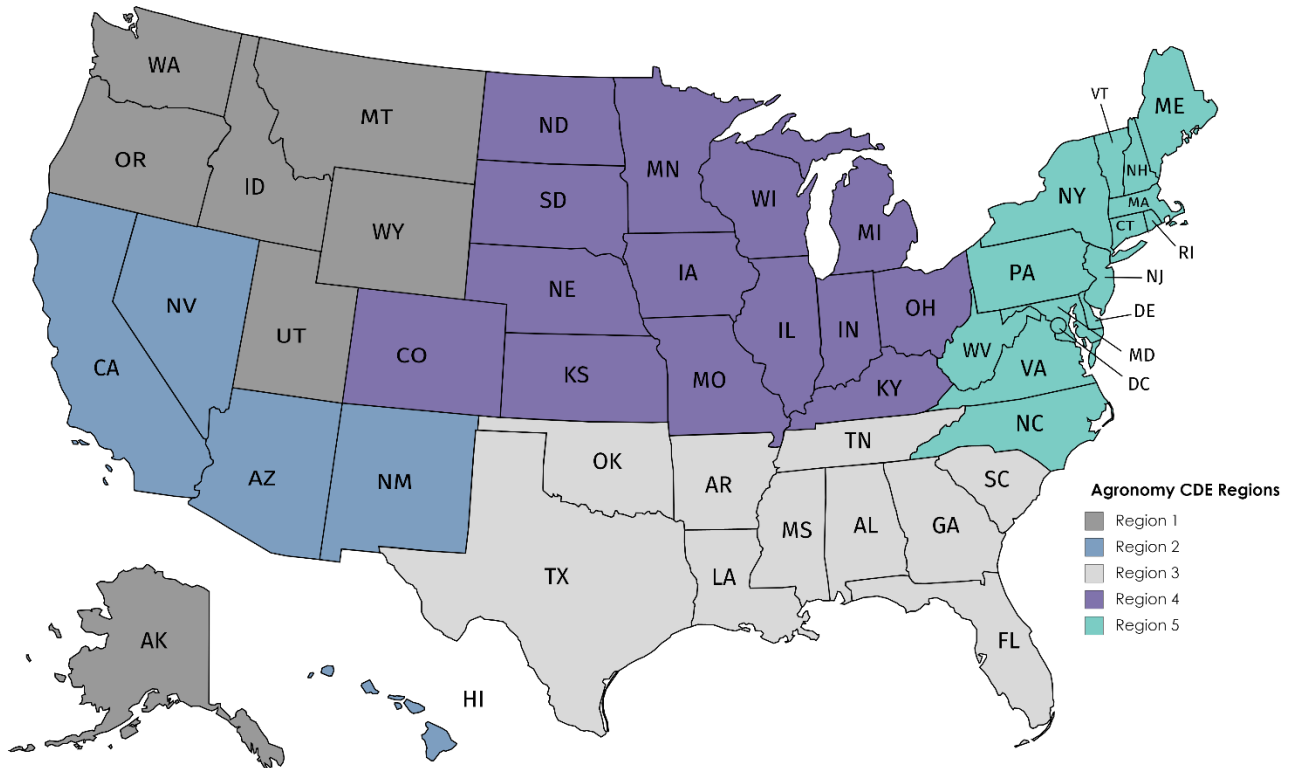 WA
MT
ND
MN
VT
ME
OR
ID
SD
WI
NH
NY
MA
WY
MI
CT
RI
IA
PA
NJ
NV
NE
OH
DE
UT
CO
IL
IN
WV
MD
CA
KS
MO
KY
VA
DC
NC
TN
OK
AZ
NM
AR
SC
Agronomy CDE Regions
Region 1
MS
AL
GA
Region 2
TX
LA
Region 3
Region 4
Region 5
AK
FL
HI